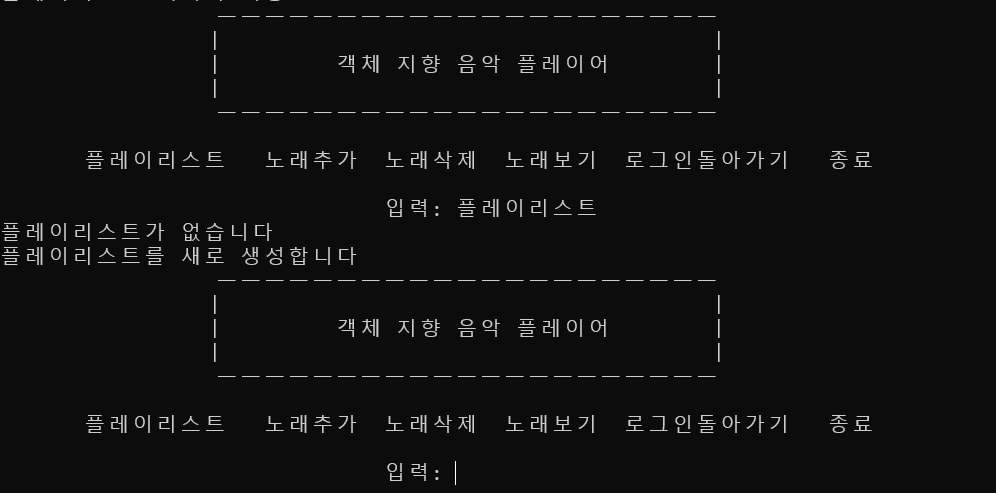 객체 지향 음악 플레이어
플레이리스트 노래추가 노래삭제 노래보기 로그인돌아가기 종료
입력: 플레이리스트
플레이리스트가 없습니다
플레이리스트를 새로 생성합니다
객체 지향 음악 플레이어
플레이리스트 노래추가 노래삭제 노래보기 로그인돌아가기 종료
입력: